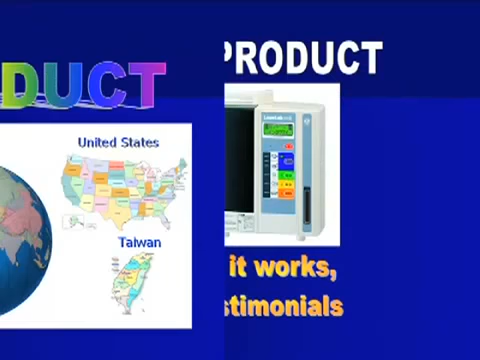 PRODUCT
DUCT
United States
Taiwan
it works,
stimonials